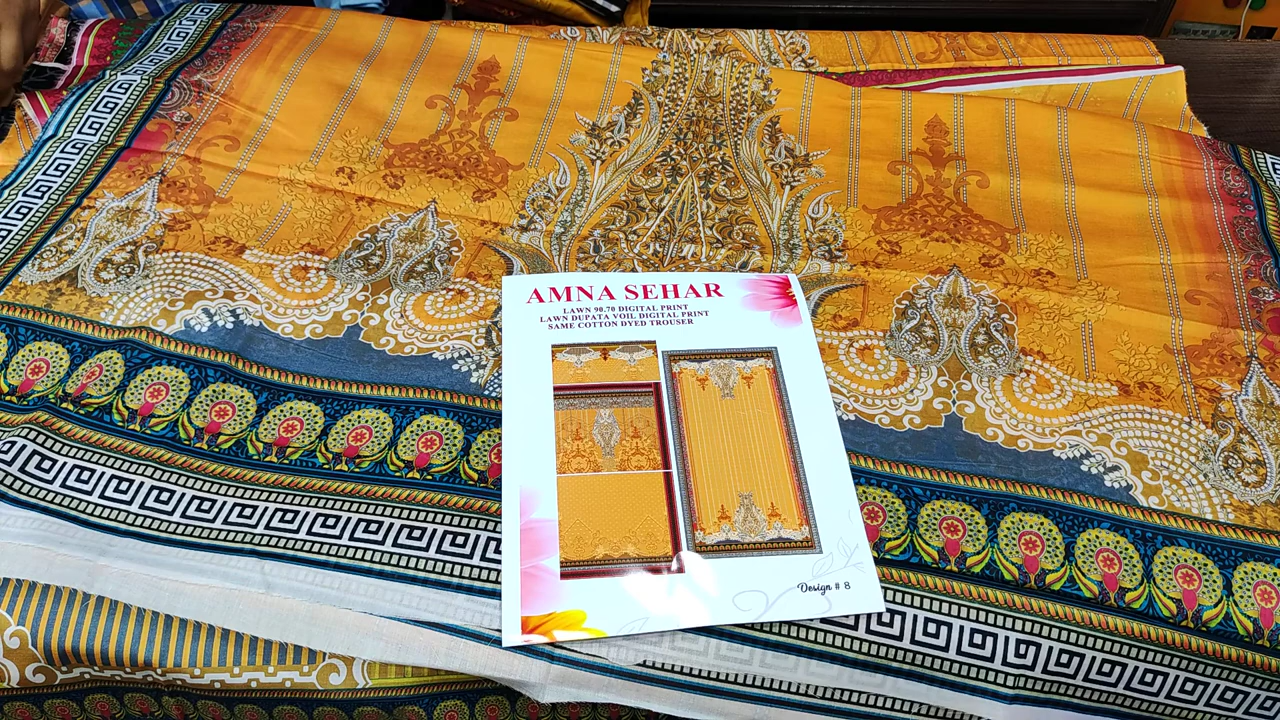 AMNA SEHAR
LAWN 90.70 DIGITAL PRINT
LAWN DUPATA VOIL DIGITAL PRINT
SAME COTTON DYED TROUSER
Design # 8